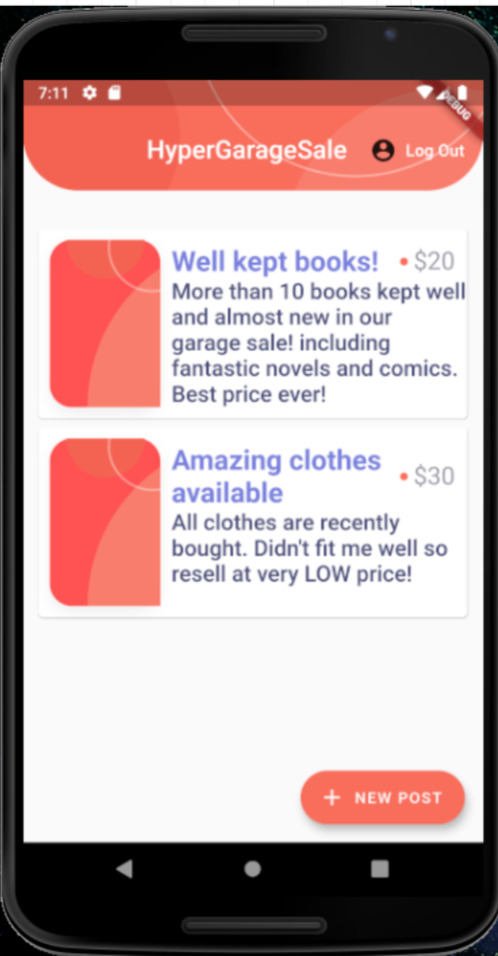 7:11
DEBUG
HyperGarageSale
Log Out
Well kept books!
$20
More than 10 books kept well
and almost new in our
garage sale! including
fantastic novels and comics.
Best price ever!
Amazing clothes
available
$30
All clothes are recently
bought. Didn't fit me well so
resell at very LOW price!
+ NEW POST